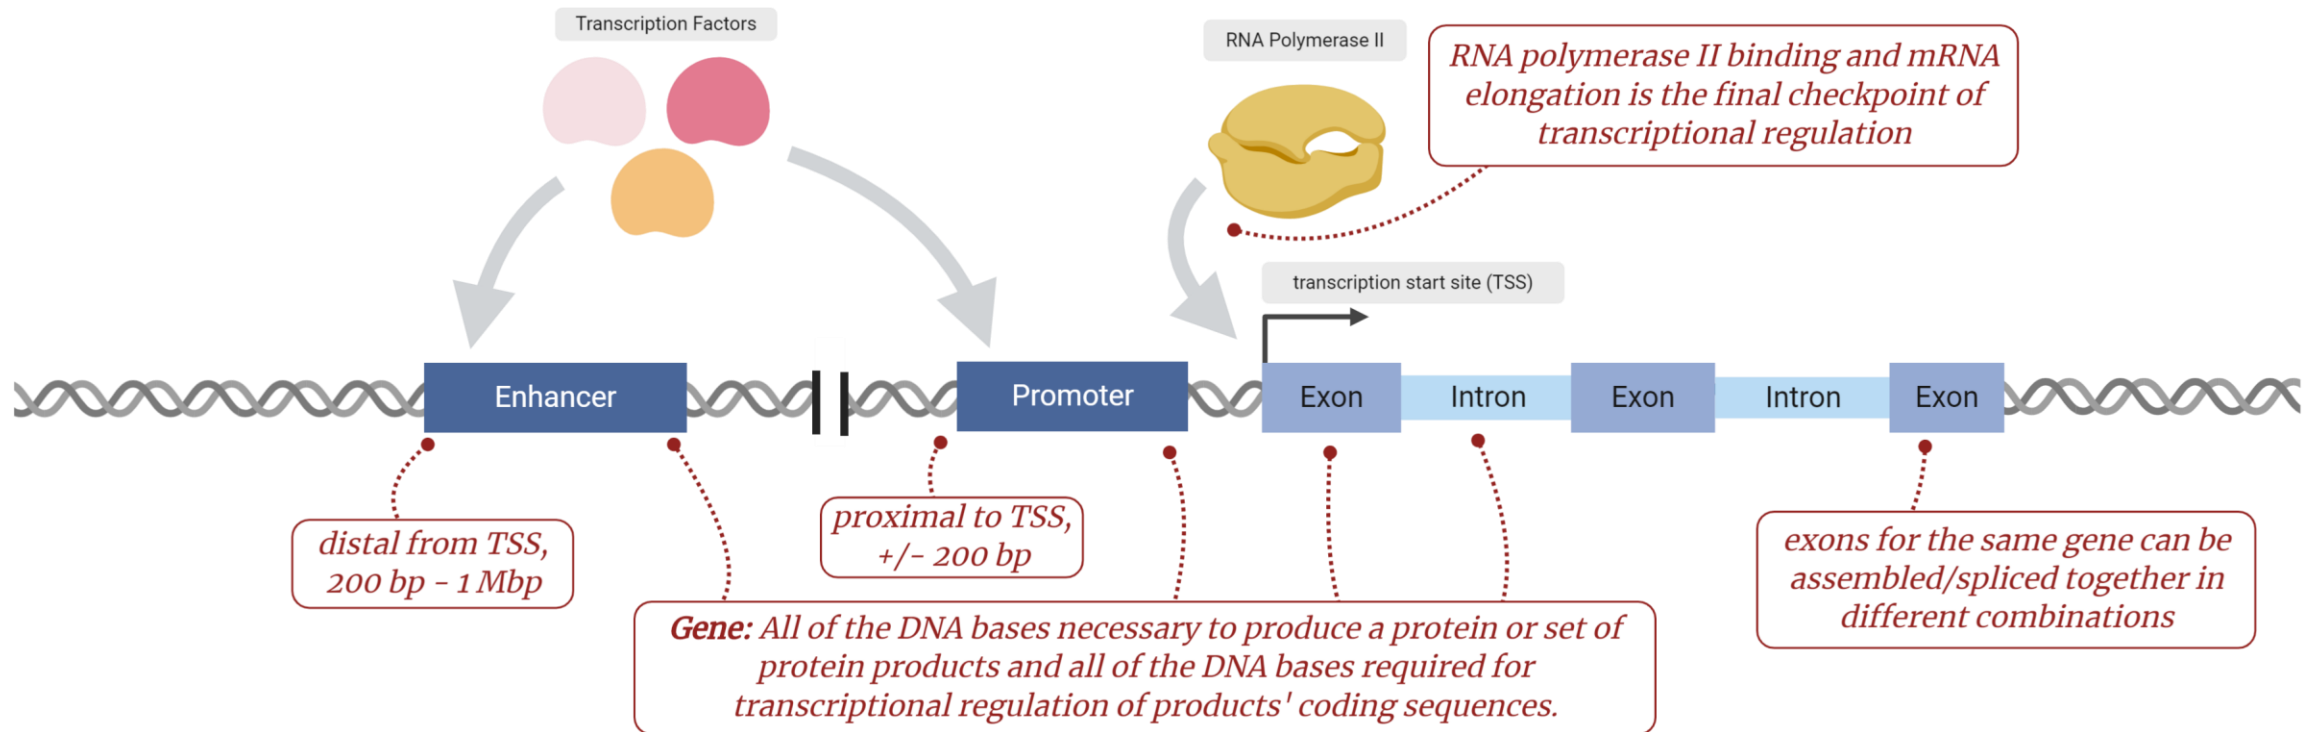 Transcription Factors
RNA Polymerase II
RNA polymerase II binding and mRNA
elongation is the final checkpoint of
transcriptional regulation
transcription start site (TSS)
Enhancer
Promoter
Exon
Intron
Exon
Intron
Exon
distal from TSS,
200 bp - 1 Mbp
proximal to TSS,
+/- 200 bp
exons for the same gene can be
assembled/spliced together in
different combinations
Gene: All of the DNA bases necessary to produce a protein or set of
protein products and all of the DNA bases required for
transcriptional regulation of products' coding sequences.